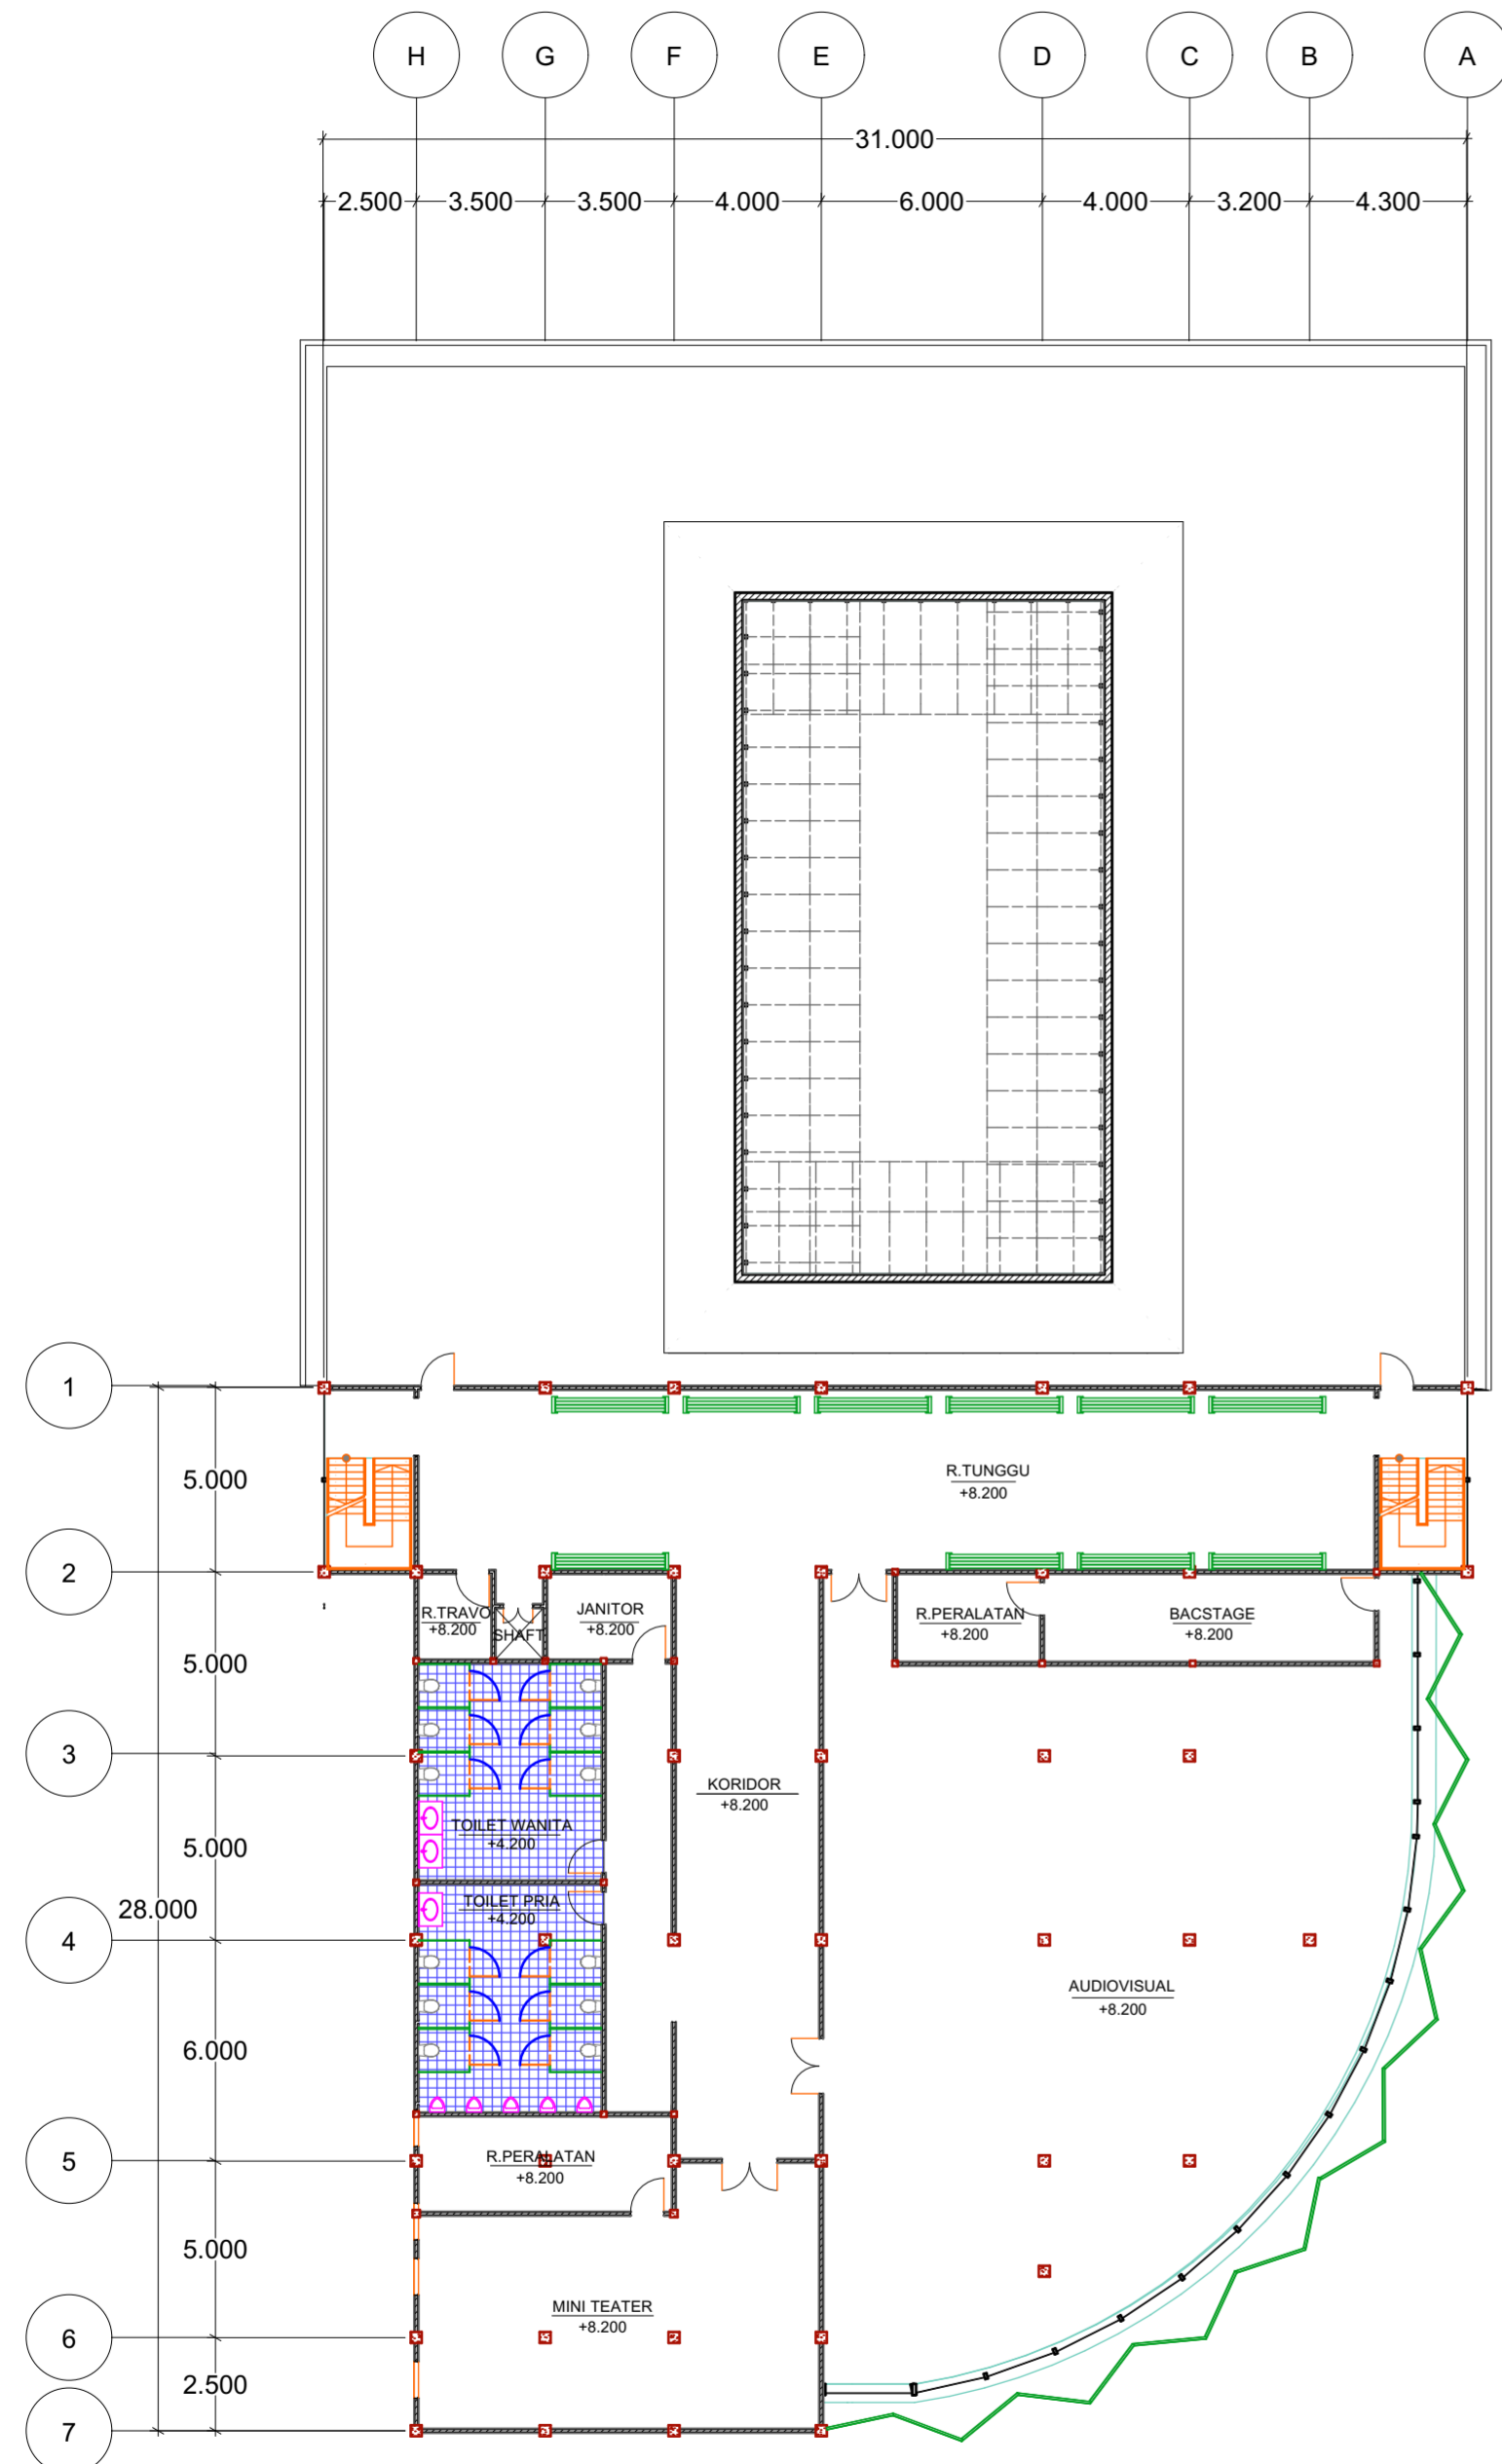 H G F E D C B A
31.000
2.500 3.500 3.500 4.000 6.000 4.000 3.200 4.300
1
5.000
R.TUNGGU
+8.200
2
R.TRAVO
+8.200
SHAFT
JANITOR
+8.200
R.PERALATAN
+8.200
BACSTAGE
+8.200
5.000
3
KORIDOR
+8.200
TOILET WANITA
+4.200
5.000
TOILET PRIA
+4.200
28.000
4
AUDIOVISUAL
+8.200
6.000
5
R.PERALATAN
+8.200
5.000
MINI TEATER
+8.200
6
2.500
7